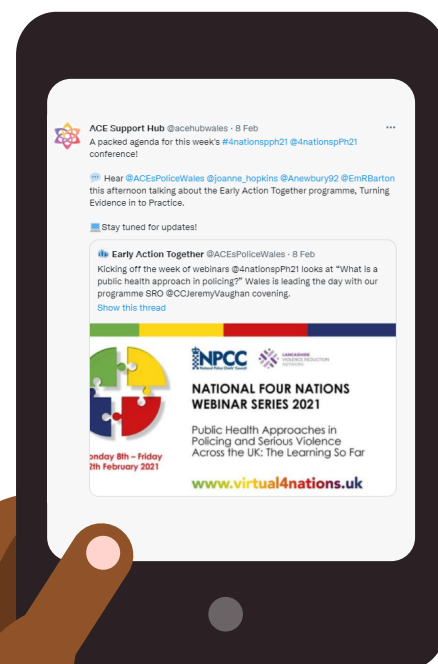 ACE Support Hub @acehubwales · 8 Feb
A packed agenda for this week's #4nationspph21 @4nationspPh21
conference!
Hear @ACEsPoliceWales @joanne_hopkins @Anewbury92 @EmRBarton
this afternoon talking about the Early Action Together programme, Turning
Evidence in to Practice.
Stay tuned for updates!
Early Action Together @ACEsPoliceWales · 8 Feb
Kicking off the week of webinars @4nationspPh21 looks at "What is a
public health approach in policing?" Wales is leading the day with our
programme SRO @CCJeremyVaughan covening.
Show this thread
NPCC
National Police Chiefs' Council
LANCASHIRE
VIOLENCE REDUCTION
NETWORK
NATIONAL FOUR NATIONS
WEBINAR SERIES 2021
Public Health Approaches in
Policing and Serious Violence
Across the UK: The Learning So Far
onday 8th – Friday
2th February 2021
www.virtual4nations.uk